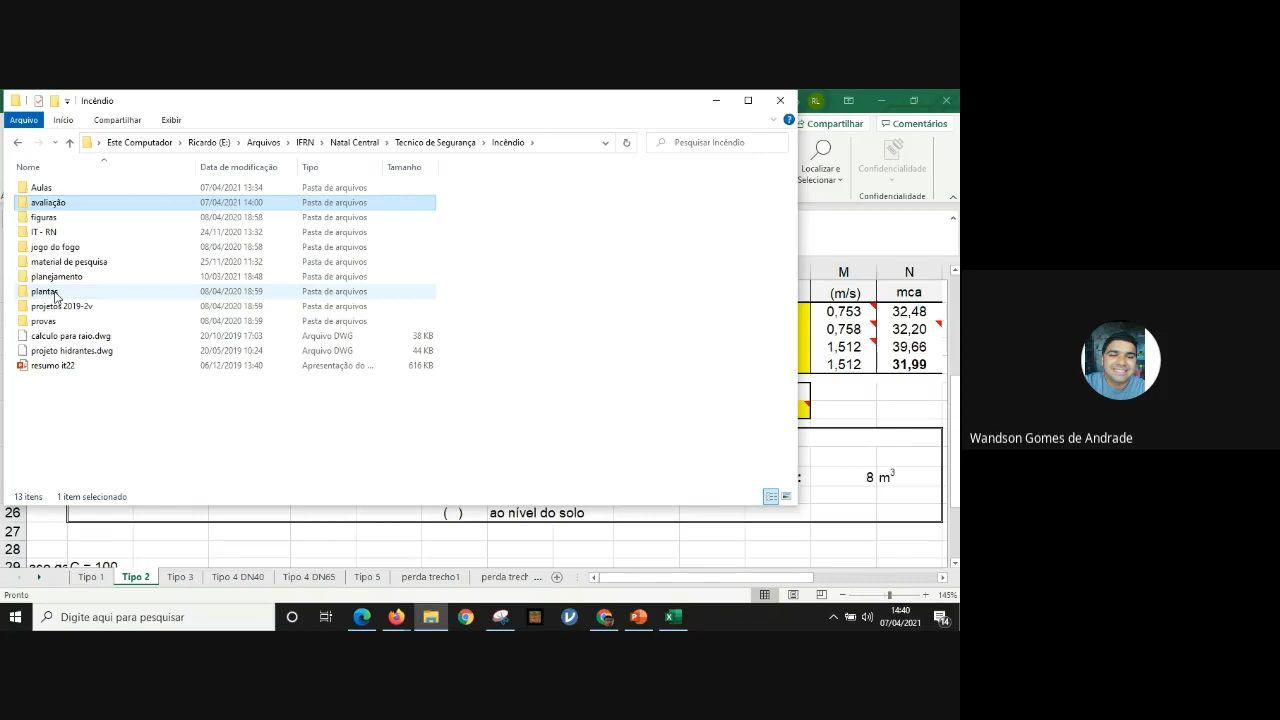 Incêndio
RL
Arquivo Início Compartilhar Exibir
Compartilhar Comentários
Este Computador Ricardo (E:) Arquivos IFRN Natal Central Tecnico de Segurança Incêndio
Pesquisar Incêndio
Localizar e Selecionar
Confidencialidade
Confidencialidade
Nome Data de modificação Tipo Tamanho
Aulas 07/04/2021 13:34 Pasta de arquivos
avaliação 07/04/2021 14:00 Pasta de arquivos
figuras 08/04/2020 18:58 Pasta de arquivos
IT - RN 24/11/2020 13:32 Pasta de arquivos
jogo do fogo 08/04/2020 18:58 Pasta de arquivos
material de pesquisa 25/11/2020 11:32 Pasta de arquivos
planejamento 10/03/2021 18:48 Pasta de arquivos
plantas 08/04/2020 18:59 Pasta de arquivos
projetos 2019-2v 08/04/2020 18:59 Pasta de arquivos
provas 08/04/2020 18:59 Pasta de arquivos
calculo para raio.dwg 20/10/2019 17:03 Arquivo DWG 38 KB
projeto hidrantes.dwg 20/05/2019 10:24 Arquivo DWG 44 KB
resumo it22 06/12/2019 13:40 Apresentação do ... 616 KB
M N
(m/s) mca
0,753 32,48
0,758 32,20
1,512 39,66
1,512 31,99
: 8 m³
13 itens 1 item selecionado
26 ( ) ao nível do solo
27
28
29 C = 100
Tipo 1 Tipo 2 Tipo 3 Tipo 4 DN40 Tipo 4 DN65 Tipo 5 perda trecho1 perda trech ...
Pronto 145%
Digite aqui para pesquisar
14:40
07/04/2021
14
Wandson Gomes de Andrade